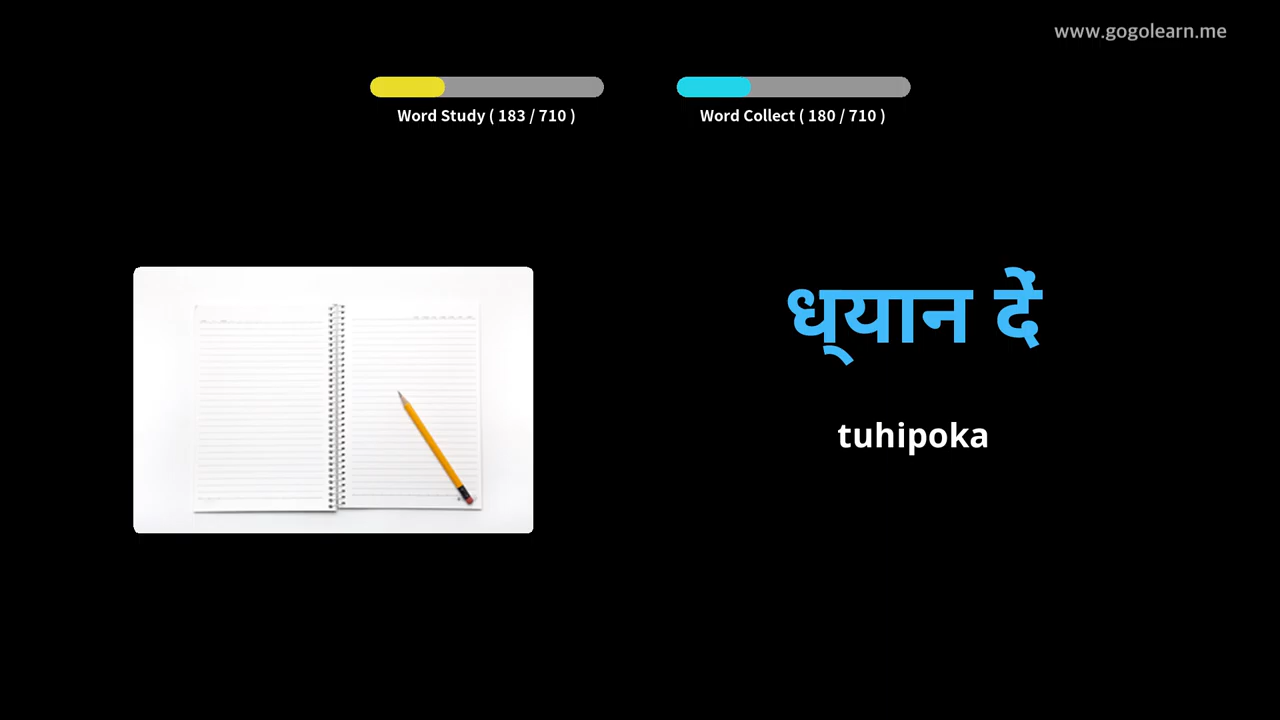 www.gogolearn.me
Word Study ( 183 / 710 )
Word Collect ( 180 / 710 )
ध्यान दें
tuhipoka